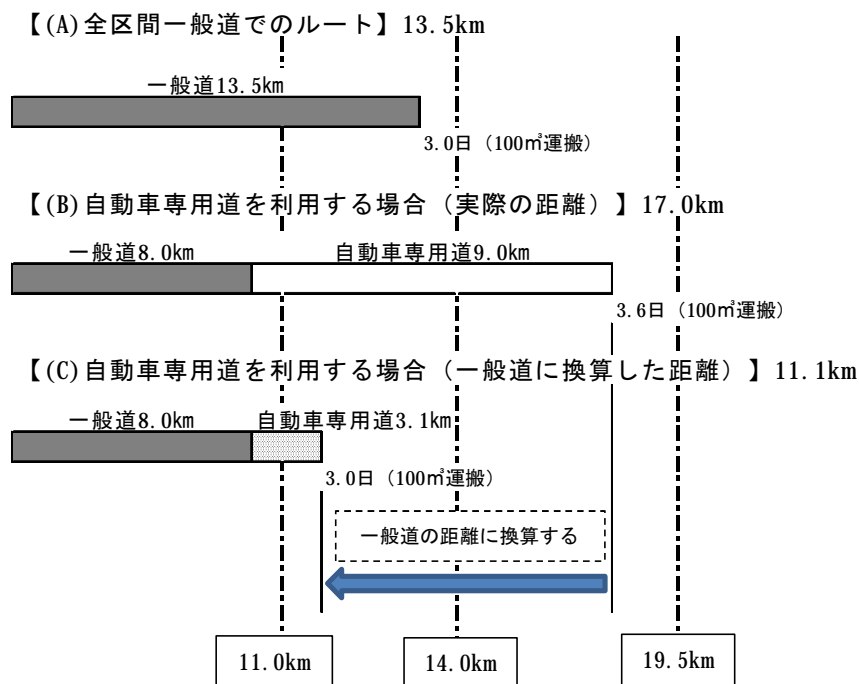 【(A)全区間一般道でのルート】13.5km
一般道13.5km
3.0日（100㎥運搬）
【(B)自動車専用道を利用する場合（実際の距離）】17.0km
一般道8.0km
自動車専用道9.0km
3.6日（100㎥運搬）
【(C)自動車専用道を利用する場合（一般道に換算した距離）】11.1km
一般道8.0km
自動車専用道3.1km
3.0日（100㎥運搬）
一般道の距離に換算する
11.0km
14.0km
19.5km